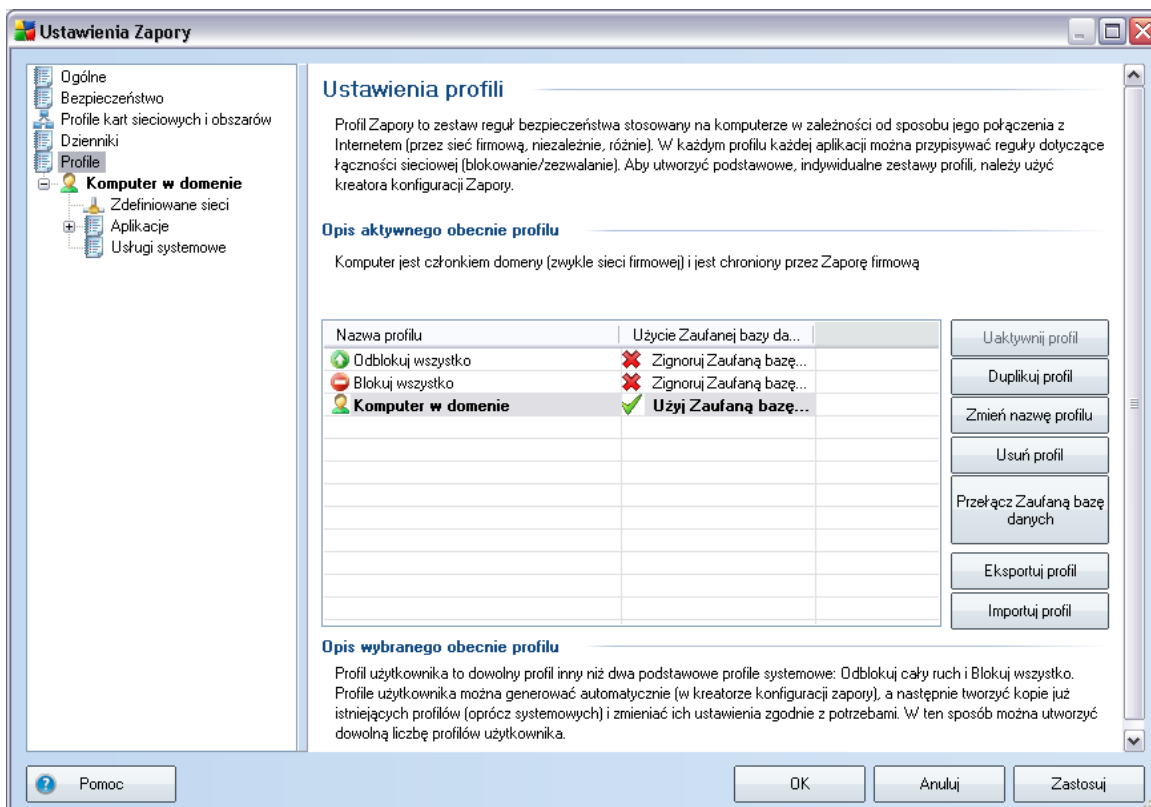 Ustawienia Zapory
Ogólne
Bezpieczeństwo
Profile kart sieciowych i obszarów
Dzienniki
Profile
Komputer w domenie
Zdefiniowane sieci
Aplikacje
Usługi systemowe
Ustawienia profili
Profil Zapory to zestaw reguł bezpieczeństwa stosowany na komputerze w zależności od sposobu jego połączenia z
Internetem (przez sieć firmową, niezależnie, różnie). W każdym profilu każdej aplikacji można przypisywać reguły dotyczące
łączności sieciowej (blokowanie/zezwalanie). Aby utworzyć podstawowe, indywidualne zestawy profili, należy użyć
kreatora konfiguracji Zapory.
Opis aktywnego obecnie profilu
Komputer jest członkiem domeny (zwykle sieci firmowej) i jest chroniony przez Zaporę firmową
Nazwa profilu Użycie Zaufanej bazy da...
Odblokuj wszystko Zignoruj Zaufaną bazę...
Blokuj wszystko Zignoruj Zaufaną bazę...
Komputer w domenie Użyj Zaufaną bazę...
Uaktywnij profil
Duplikuj profil
Zmień nazwę profilu
Usuń profil
Przełącz Zaufaną bazę
danych
Eksportuj profil
Importuj profil
Opis wybranego obecnie profilu
Profil użytkownika to dowolny profil inny niż dwa podstawowe profile systemowe: Odblokuj cały ruch i Blokuj wszystko.
Profile użytkownika można generować automatycznie (w kreatorze konfiguracji zapory), a następnie tworzyć kopie już
istniejących profilów (oprócz systemowych) i zmieniać ich ustawienia zgodnie z potrzebami. W ten sposób można utworzyć
dowolną liczbę profilów użytkownika.
Pomoc
OK
Anuluj
Zastosuj